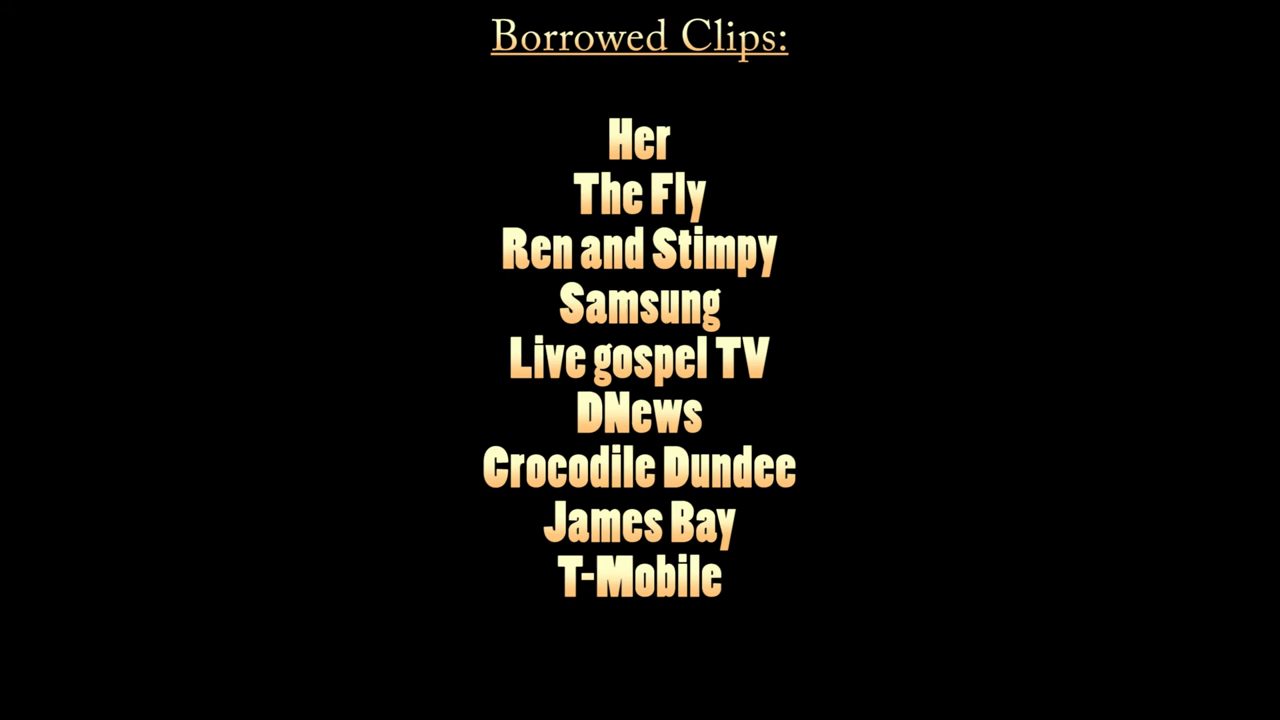 Borrowed Clips:
Her
The Fly
Ren and Stimpy
Samsung
Live gospel TV
DNews
Crocodile Dundee
James Bay
T-Mobile